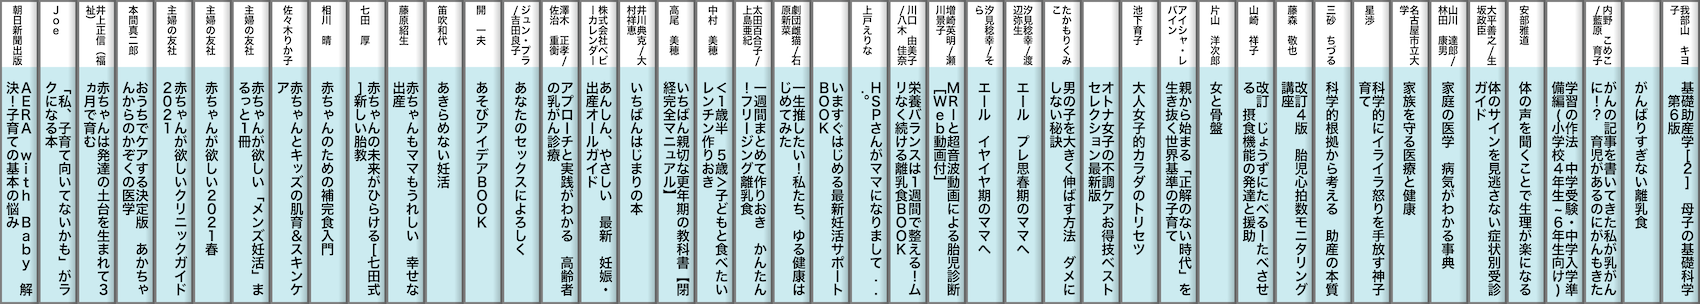 我部山　キヨ
子
基礎助産学[2]　母子の基礎科学
第6版
がんばりすぎない離乳食
内野　こめこ
/藍原　育子
がんの記事を書いてきた私が乳がん
に！？　育児があるのにがんもきた
学習の作法　中学受験・中学入学準
備編(小学校4年生~6年生向け)
安部雅道
体の声を聞くことで生理が楽になる
大平善之/生
坂政臣
体のサインを見逃さない症状別受診
ガイド
山川　達郎/
林田　康男/
家庭の医学　病気がわかる事典
名古屋市立大
学
家族を守る医療と健康
星渉
科学的にイライラ怒りを手放す神子
育て
三砂　ちづる
科学的根拠から考える　助産の本質
藤森　敬也
改訂4版　胎児心拍数モニタリング
講座
山崎　祥子
改訂　じょうずにたべる―たべさせ
る　摂食機能の発達と援助
片山　洋次郎
女と骨盤
アイシャ・レ
バイン
親から始まる「正解のない時代」を
生き抜く世界基準の子育て
池下育子
大人女子的カラダのトリセツ
オトナ女子の不調ケアお得技ベスト
セレクション最新版
たかもりくみ
こ
男の子を大きく伸ばす方法　ダメに
しない秘訣
汐見稔幸/渡
辺弥生
エール　プレ思春期のママへ
汐見稔幸/そ
ら
エール　イヤイヤ期のママへ
増崎英明/瀬
川景子
MRーと超音波動画による胎児診断
[Web動画付]
川口　由美子
/八木　佳奈
栄養バランスは1週間で整える！ーム
リなく続ける離乳食BOOK
上戸えりな
HSPさんがママになりまして...
いますぐはじめる最新妊活サポート
BOOK
劇団雌猫/石
原新菜
一生推したい！私たち、ゆる健康は
じめてみた
太田百合子/
上島亜紀
一週間まとめて作りおき　かんたん
！フリージング離乳食
中村　美穂
<1歳半　5歳>子どもと食べたい
レンチン作りおき
高尾　美穂
いちばん親切な更年期の教科書【閉
経完全マニュアル】
井川典克/大
村祥恵
いちばんはじまりの本
株式会社ベビ
ーカレンダー
あんしん、やさしい　最新　妊娠・
出産オールガイド
澤木　正孝/
佐治　重衡
アプローチと実践がわかる　高齢者
の乳がん診療
ジュン・プラ
/吉田良子
あなたのセックスによろしく
開　一夫
あそびアイデアBOOK
笛吹和代
あきらめない妊活
藤原紹生
赤ちゃんもママもうれしい　幸せな
出産
七田　厚
赤ちゃんの未来がひらける[七田式
]新しい胎教
相川　晴
赤ちゃんのための補完食入門
佐々木りか子
赤ちゃんとキッズの肌育&スキンケ
ア
主婦の友社
赤ちゃんが欲しい「メンズ妊活」ま
るっと1冊
主婦の友社
赤ちゃんが欲しい2021春
主婦の友社
赤ちゃんが欲しいクリニックガイド
2021
本間真二郎
おうちでケアする決定版　あかちゃ
んからのかぞくの医学
井上正信（福
祉）
赤ちゃんは発達の土台を生まれて3
ヵ月で育む
Joe
「私、子育て向いてないかも」がラ
クになる本
朝日新聞出版
AERA　with　Baby　解
決！子育ての基本の悩み